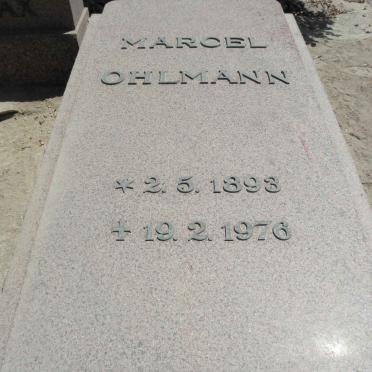 MARCEL
OHLMANN
* 2. 5. 1893
✝ 19. 2. 1976